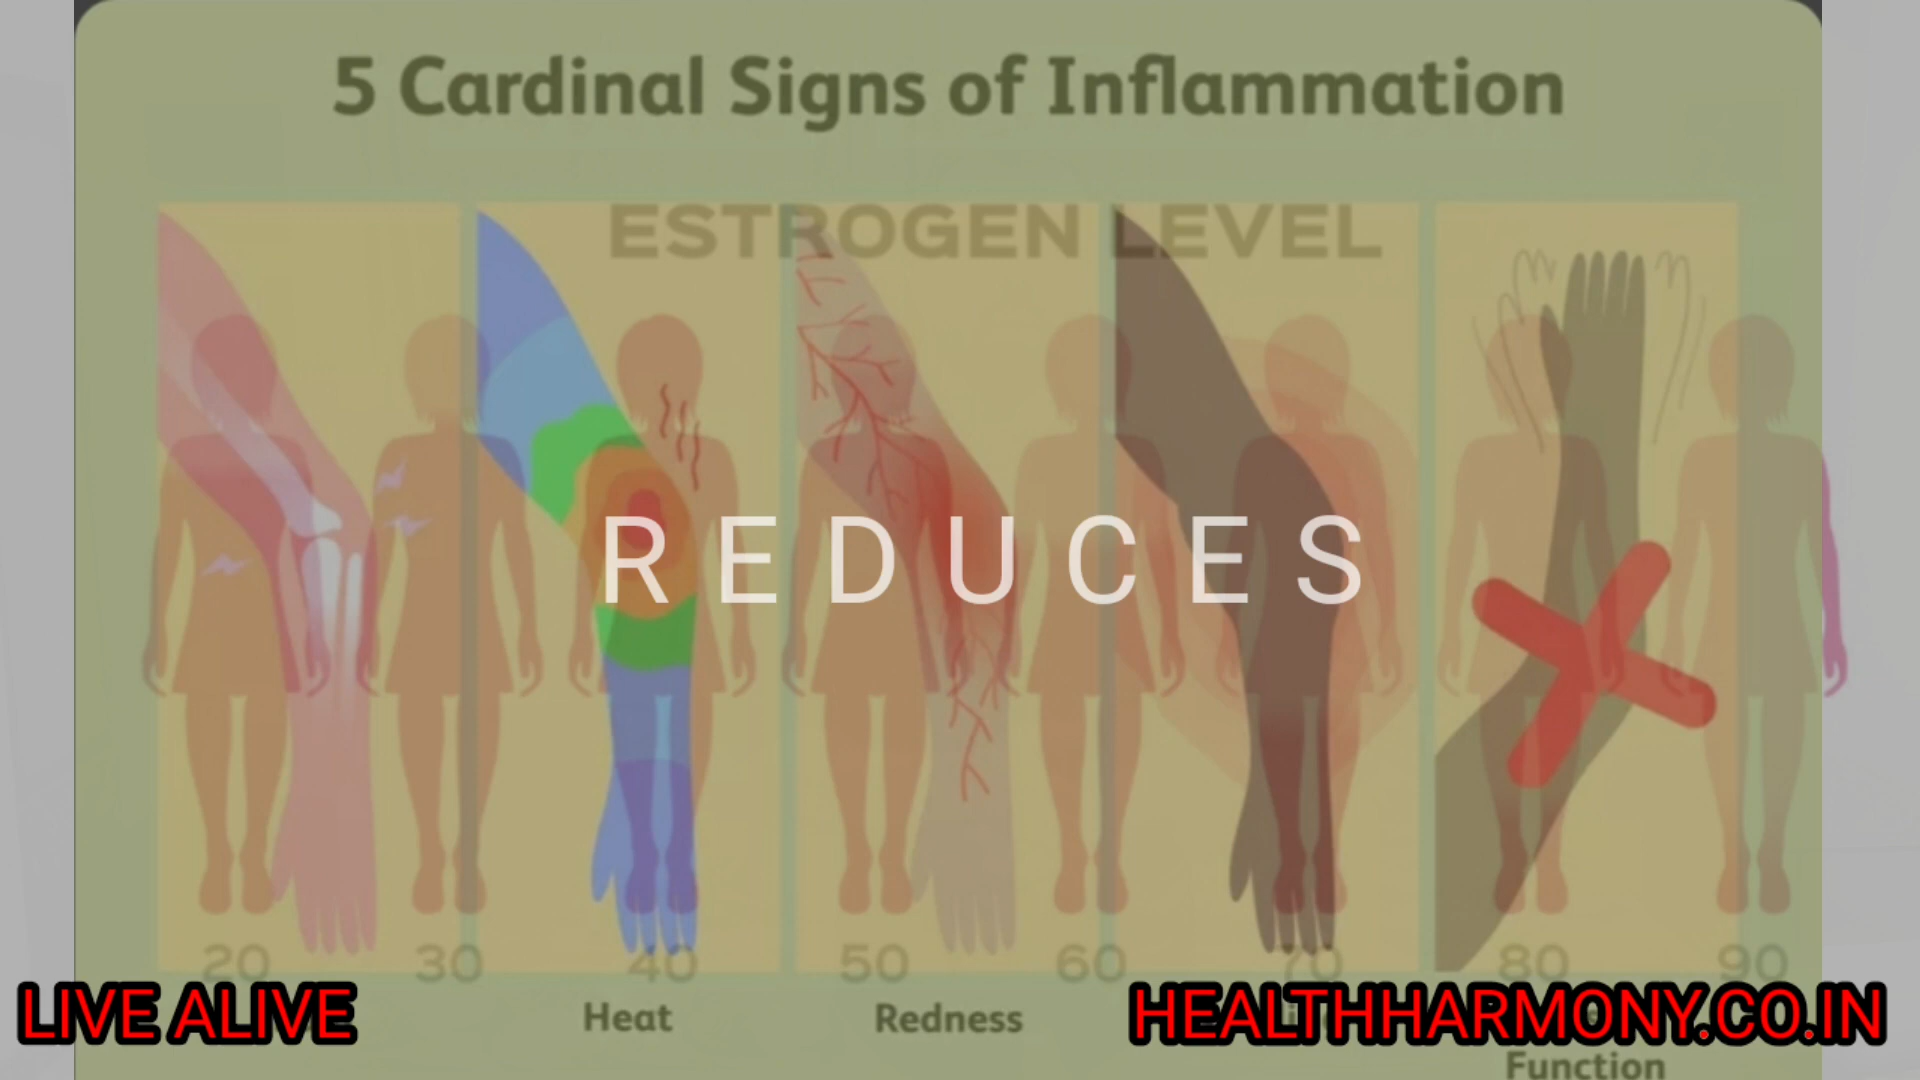 5 Cardinal Signs of Inflammation
ESTROGEN LEVEL
REDUCES
20 30 40 50 60 70 80 90
LIVE ALIVE
Heat
Redness
HEALTHHARMONY.CO.IN
Function